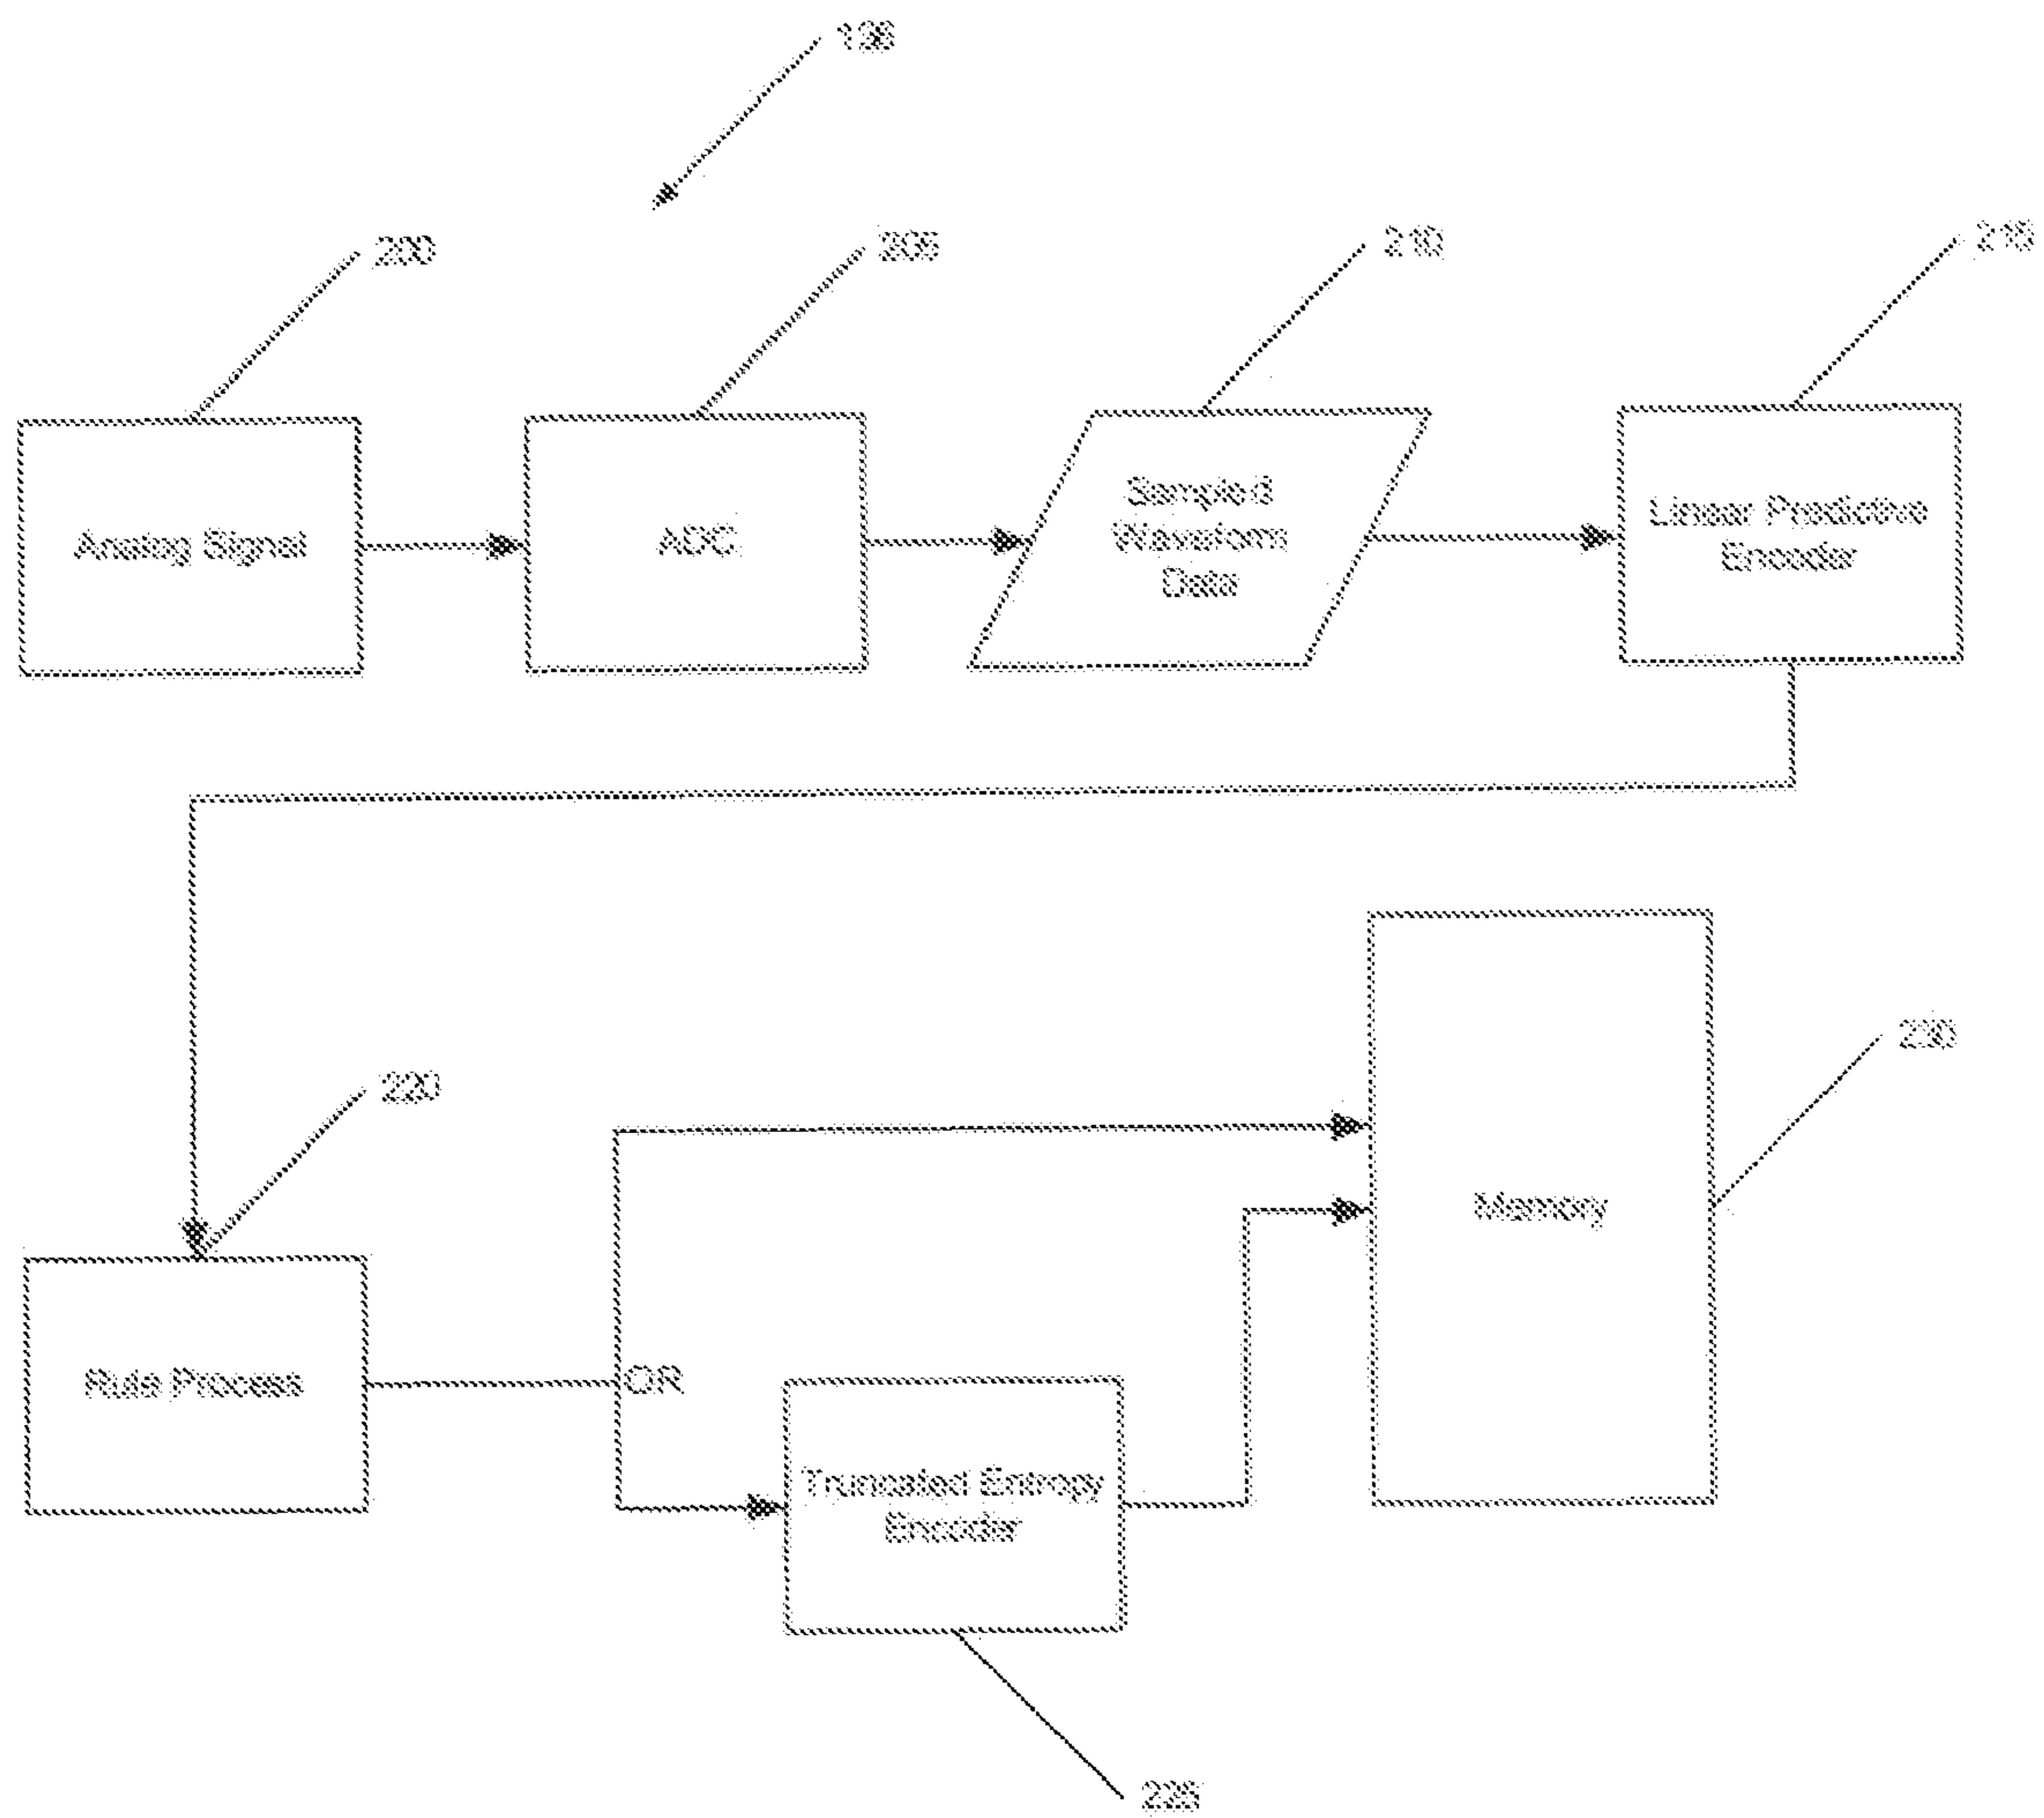 200
205
210
215
Analog Signal
ADC
Sampled
Waveform
Data
Linear Predictive
Encoder
220
230
Memory
Rule Process
OR
Truncated Entropy
Encoder
225